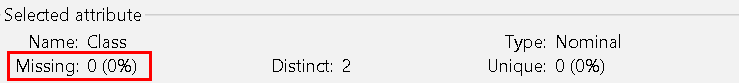 Selected attribute
Name: Class Type: Nominal
Missing: 0 (0%) Distinct: 2 Unique: 0 (0%)